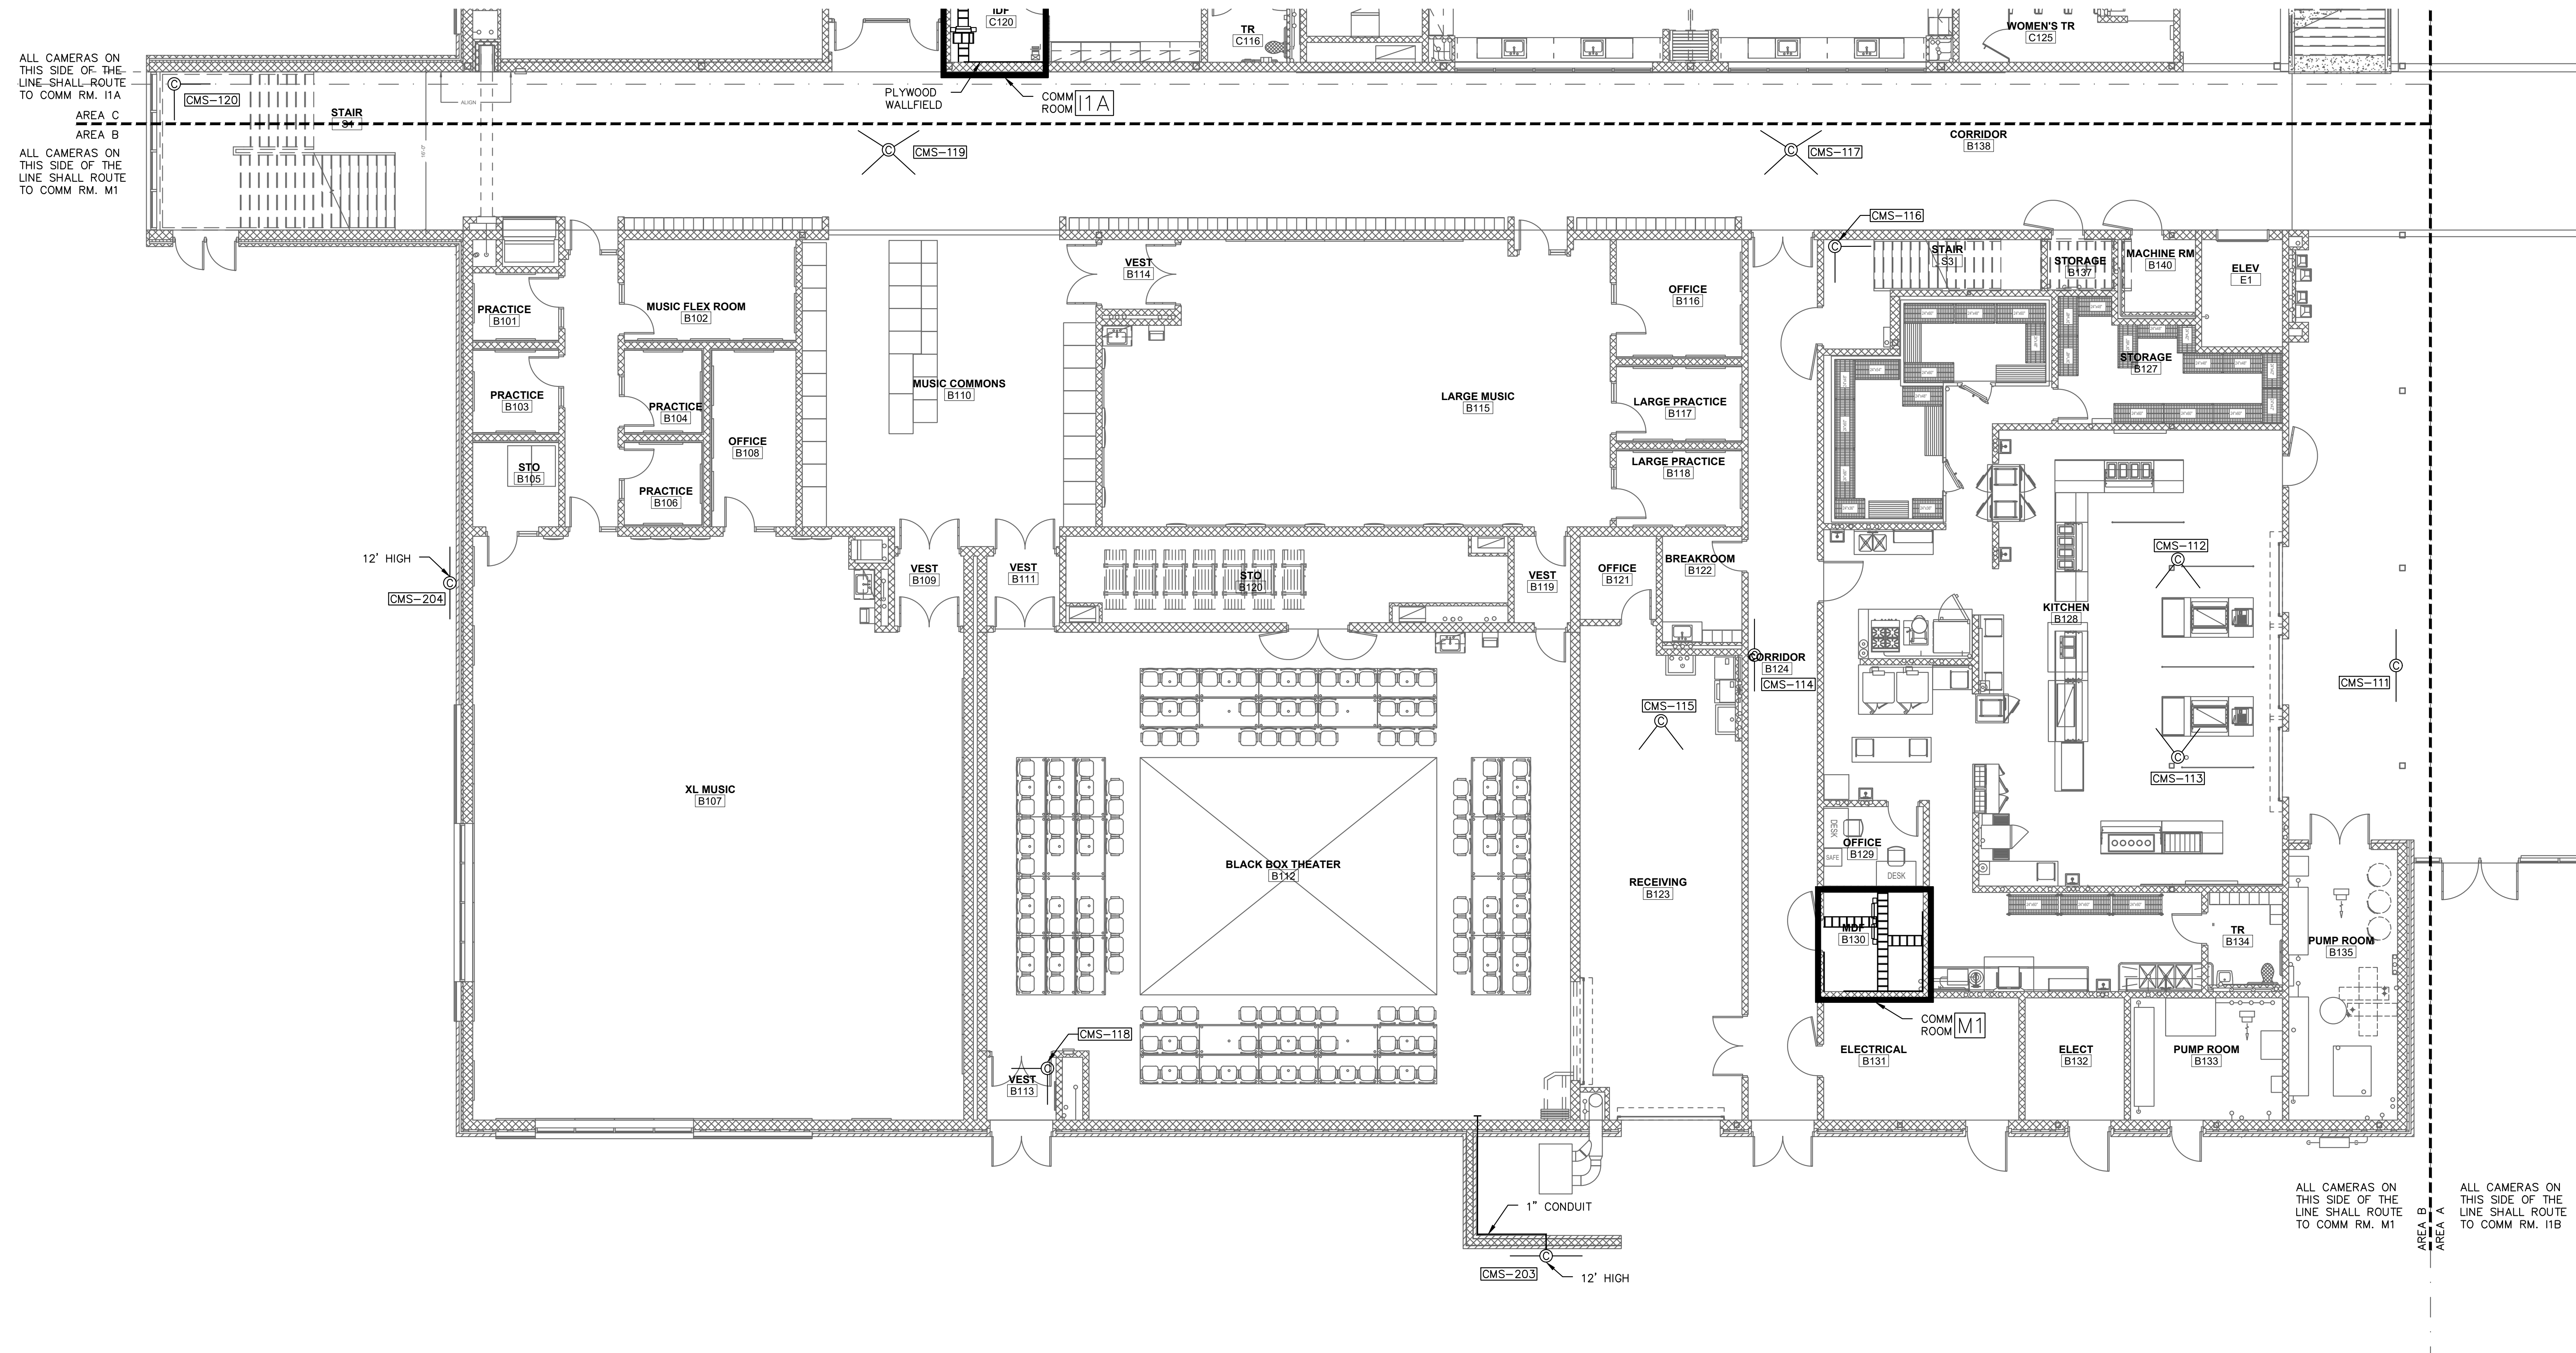 IDF
C120
TR
C116
WOMEN'S TR
C125
ALL CAMERAS ON
THIS SIDE OF THE
LINE SHALL ROUTE
TO COMM RM. I1A
CMS-120
STAIR
S1
ALIGN
PLYWOOD
WALLFIELD
COMM
ROOM
I1A
AREA C
AREA B
ALL CAMERAS ON
THIS SIDE OF THE
LINE SHALL ROUTE
TO COMM RM. M1
16'-0"
CMS-119
CMS-117
CORRIDOR
B138
CMS-116
VEST
B114
STAIR
S3
STORAGE
B137
MACHINE RM
B140
ELEV
E1
PRACTICE
B101
MUSIC FLEX ROOM
B102
OFFICE
B116
STORAGE
B127
PRACTICE
B103
PRACTICE
B104
MUSIC COMMONS
B110
LARGE MUSIC
B115
LARGE PRACTICE
B117
OFFICE
B108
STO
B105
PRACTICE
B106
LARGE PRACTICE
B118
12' HIGH
CMS-204
VEST
B109
VEST
B111
STO
B120
VEST
B119
OFFICE
B121
BREAKROOM
B122
CMS-112
KITCHEN
B128
CORRIDOR
B124
CMS-114
CMS-111
CMS-115
CMS-113
XL MUSIC
B107
BLACK BOX THEATER
B112
RECEIVING
B123
DESK
OFFICE
B129
SAFE
DESK
MDF
B130
TR
B134
PUMP ROOM
B135
COMM
ROOM
M1
CMS-118
VEST
B113
ELECTRICAL
B131
ELECT
B132
PUMP ROOM
B133
1" CONDUIT
CMS-203
12' HIGH
ALL CAMERAS ON
THIS SIDE OF THE
LINE SHALL ROUTE
TO COMM RM. M1
AREA B
AREA A
ALL CAMERAS ON
THIS SIDE OF THE
LINE SHALL ROUTE
TO COMM RM. I1B